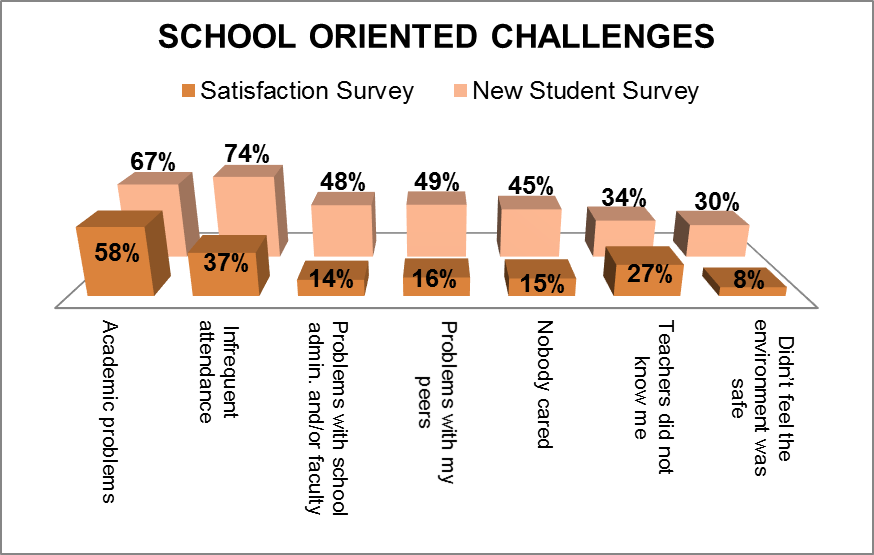 SCHOOL ORIENTED CHALLENGES
Satisfaction Survey
New Student Survey
67%
74%
48%
49%
45%
34%
30%
58%
37%
14%
16%
15%
27%
8%
Academic problems
Infrequent
attendance
Problems with school
admin. and/or faculty
Problems with my
peers
Nobody cared
Teachers did not
know me
Didn't feel the
environment was
safe